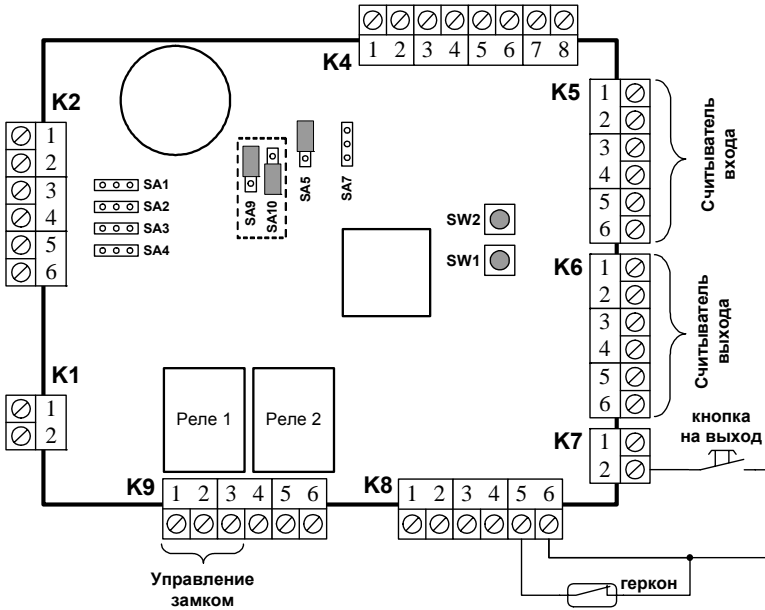 K4
1 2 3 4 5 6 7 8
K2
1
2
3
4
5
6
SA1
SA2
SA3
SA4
SA9
SA10
SA5
SA7
SW2
SW1
K5
1
2
3
4
5
6
Считыватель
входа
K6
1
2
3
4
5
6
Считыватель
выхода
K1
1
2
Реле 1
Реле 2
K7
1
2
кнопка
на выход
K9
1 2 3 4 5 6
K8
1 2 3 4 5 6
Управление
замком
геркон